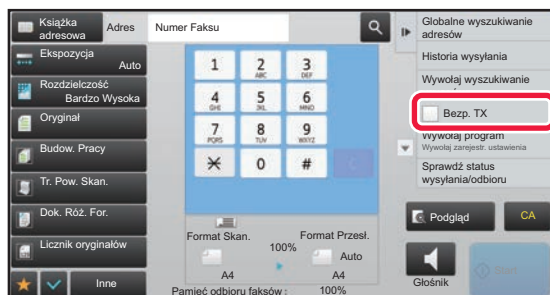 Książka
adresowa
Adres
Numer Faksu
Ekspozycja
Auto
Rozdzielczość
Bardzo Wysoka
Oryginał
Budow. Pracy
Tr. Pow. Skan.
Dok. Róż. For.
Licznik oryginałów
Inne
1
2
ABC
3
DEF
4
GHI
5
JKL
6
MNO
7
PQRS
8
TUV
9
WXYZ
0
#
Format Skan.
100%
Format Przesł.
Auto
A4
A4
Pamięć odbioru faksów :
100%
Globalne wyszukiwanie
adresów
Historia wysyłania
Wywołaj wyszukiwanie
Bezp. TX
Wywołaj program
Wywołaj zarejestr. ustawienia
Sprawdź status
wysyłania/odbioru
Podgląd
CA
Głośnik
Start